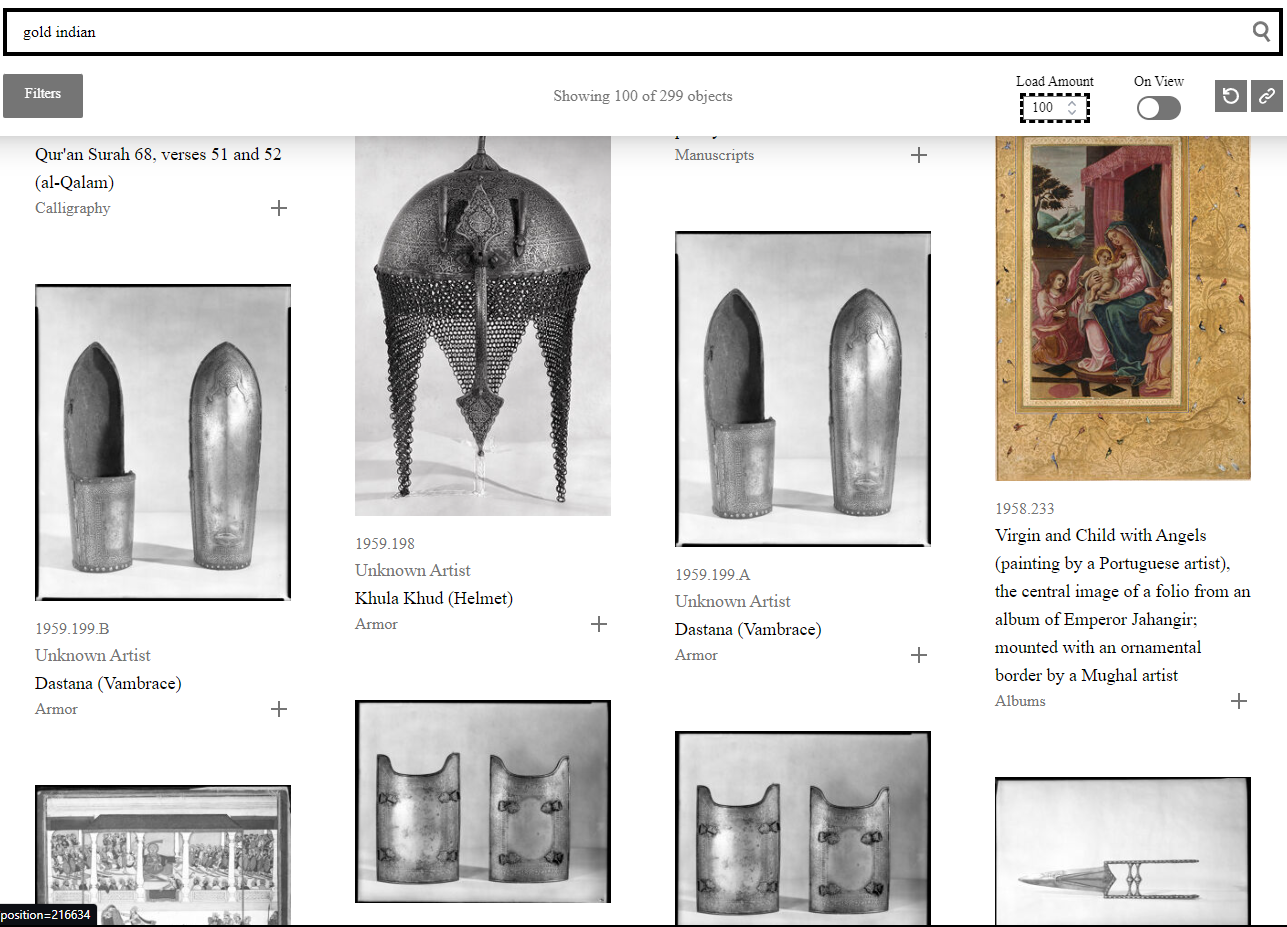 gold indian
Filters
Showing 100 of 299 objects
Load Amount
100
On View
Qur'an Surah 68, verses 51 and 52
(al-Qalam)
Calligraphy
1959.199.B
Unknown Artist
Dastana (Vambrace)
Armor
1959.198
Unknown Artist
Khula Khud (Helmet)
Armor
Manuscripts
1959.199.A
Unknown Artist
Dastana (Vambrace)
Armor
1958.233
Virgin and Child with Angels
(painting by a Portuguese artist),
the central image of a folio from an
album of Emperor Jahangir;
mounted with an ornamental
border by a Mughal artist
Albums
position=216634